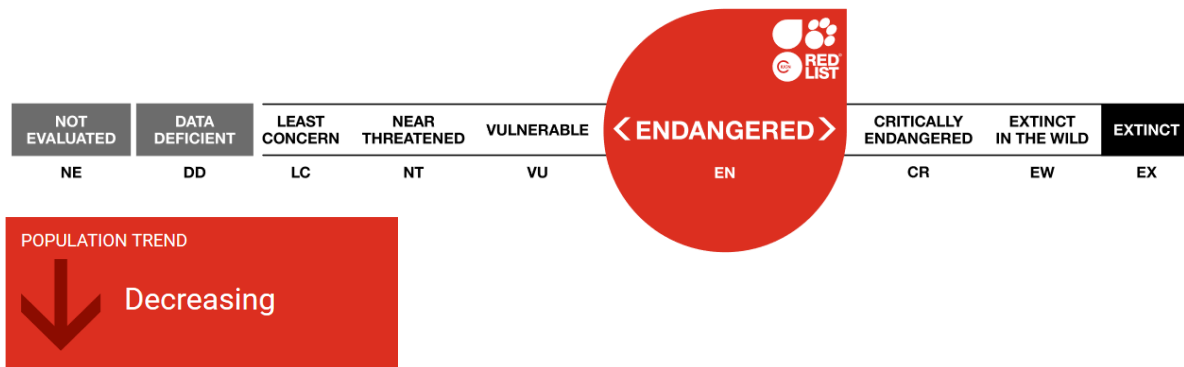 RED
LIST
NOT
EVALUATED
DATA
DEFICIENT
LEAST
CONCERN
NEAR
THREATENED
VULNERABLE
< ENDANGERED >
CRITICALLY
ENDANGERED
EXTINCT
IN THE WILD
EXTINCT
NE
DD
LC
NT
VU
EN
CR
EW
EX
POPULATION TREND
Decreasing